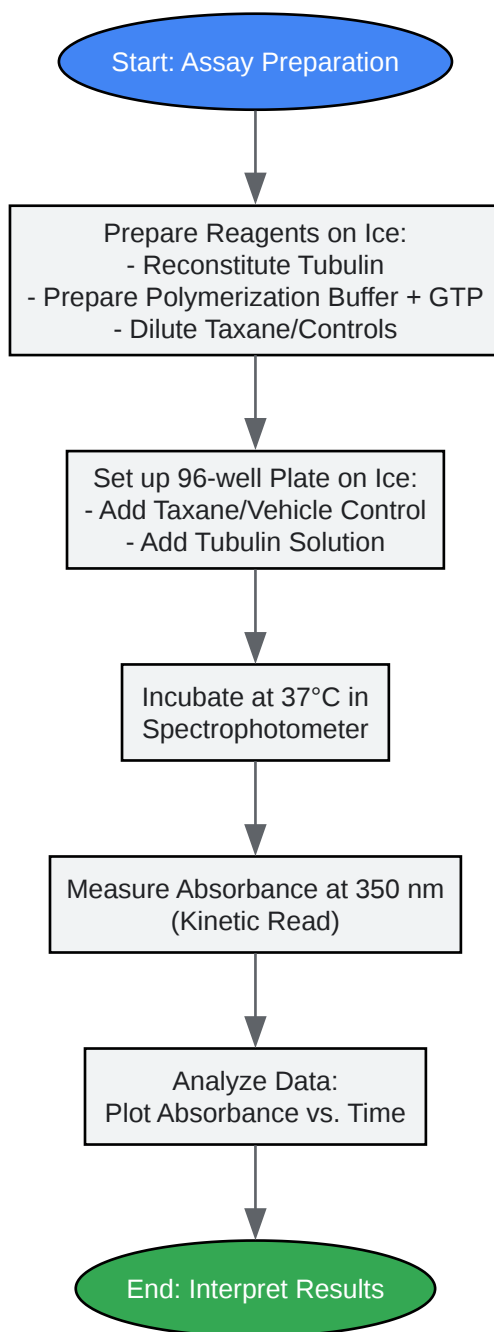 Start: Assay Preparation
Prepare Reagents on Ice:
- Reconstitute Tubulin
- Prepare Polymerization Buffer + GTP
- Dilute Taxane/Controls
Set up 96-well Plate on Ice:
- Add Taxane/Vehicle Control
- Add Tubulin Solution
Incubate at 37°C in
Spectrophotometer
Measure Absorbance at 350 nm
(Kinetic Read)
Analyze Data:
Plot Absorbance vs. Time
End: Interpret Results